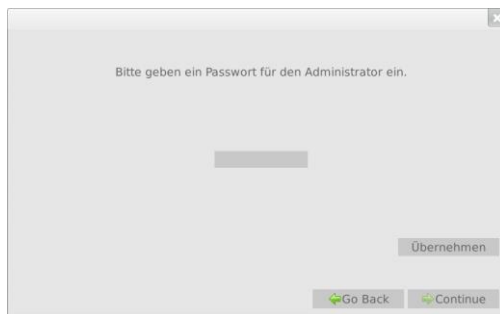 Bitte geben ein Passwort für den Administrator ein.
Übernehmen
Go Back
Continue